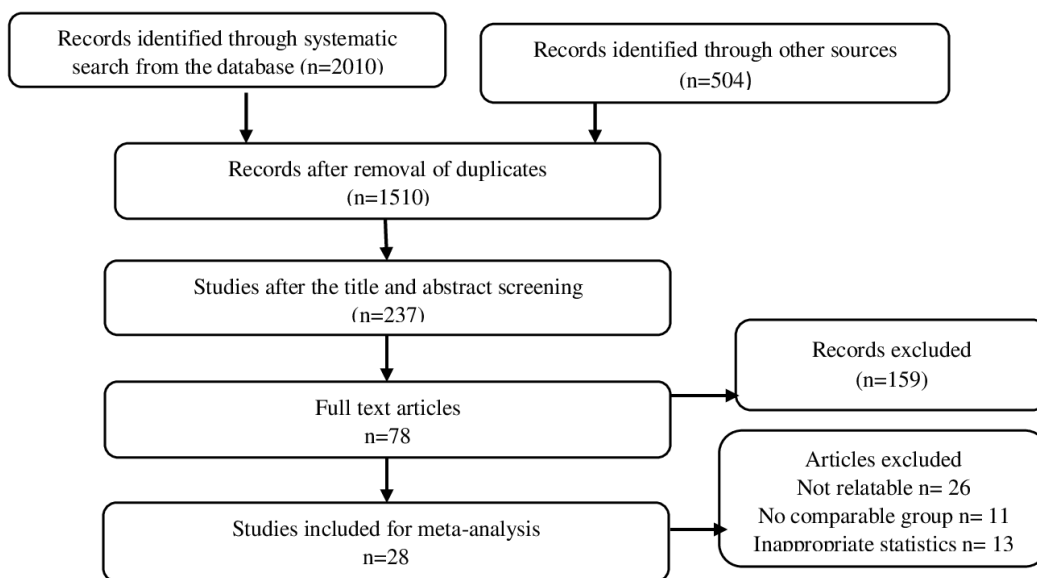 Records identified through systematic
search from the database (n=2010)
Records identified through other sources
(n=504)
Records after removal of duplicates
(n=1510)
Studies after the title and abstract screening
(n=237)
Records excluded
(n=159)
Full text articles
n=78
Articles excluded
Not relatable n= 26
No comparable group n= 11
Inappropriate statistics n= 13
Studies included for meta-analysis
n=28